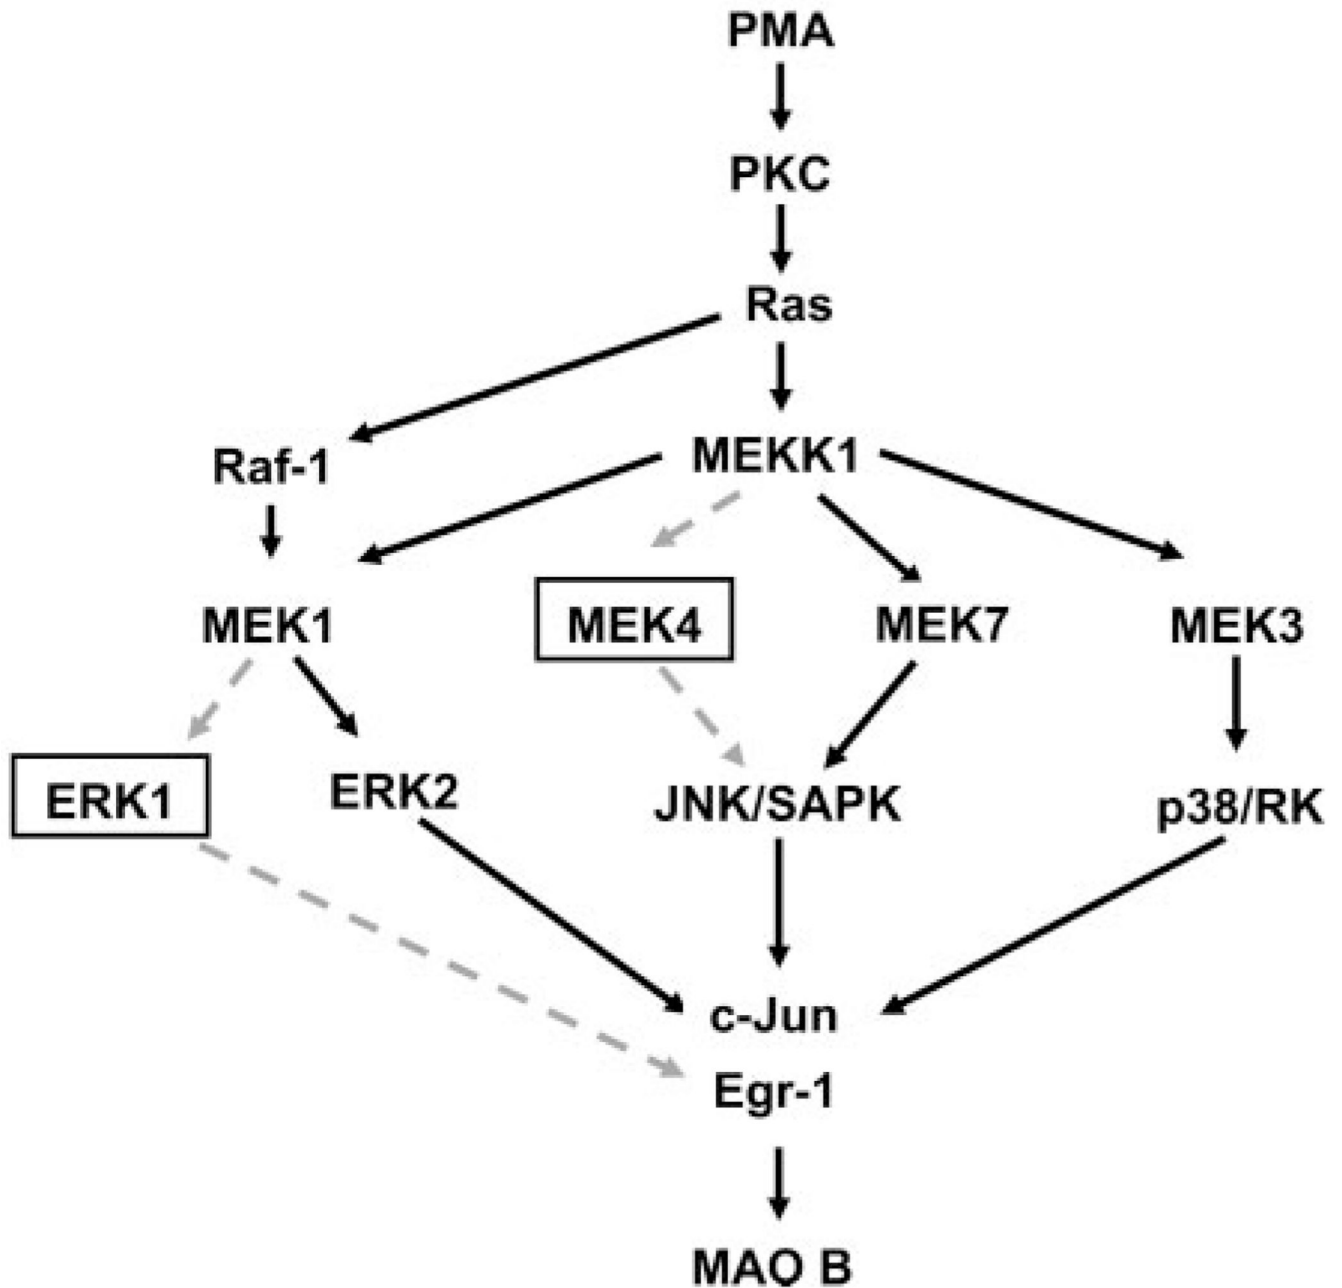 PMA
PKC
Ras
Raf-1
MEKK1
MEK1
MEK4
MEK7
MEK3
ERK1
ERK2
JNK/SAPK
p38/RK
c-Jun
Egr-1
MAO B